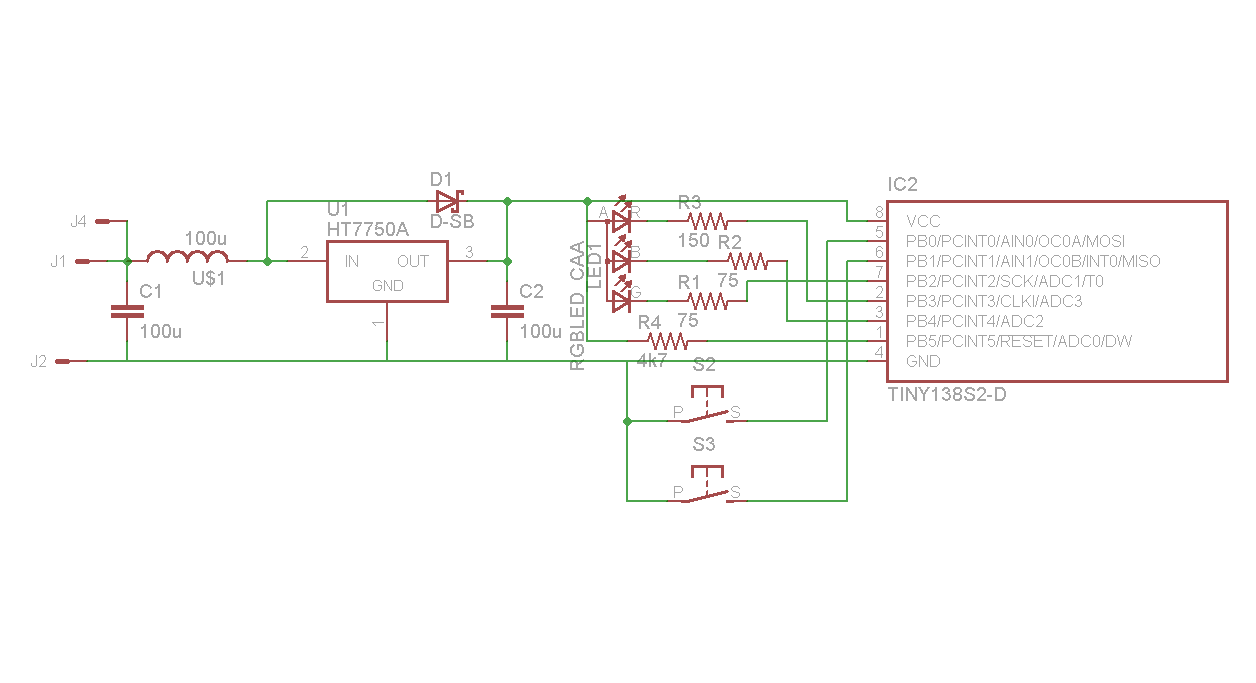 IC2
D1
U1
D-SB
HT7750A
J4
J1
100u
U$1
2
IN
OUT
3
GND
1
C1
100u
C2
100u
J2
A
R
B
G
RGBLED_CAA
LED1
R3
150
R2
75
R1
75
R4
4k7
8
VCC
5
PB0/PCINT0/AIN0/OC0A/MOSI
6
PB1/PCINT1/AIN1/OC0B/INT0/MISO
7
PB2/PCINT2/SCK/ADC1/T0
2
PB3/PCINT3/CLKI/ADC3
3
PB4/PCINT4/ADC2
1
PB5/PCINT5/RESET/ADC0/DW
4
GND
TINY138S2-D
S2
P
S
S3
P
S